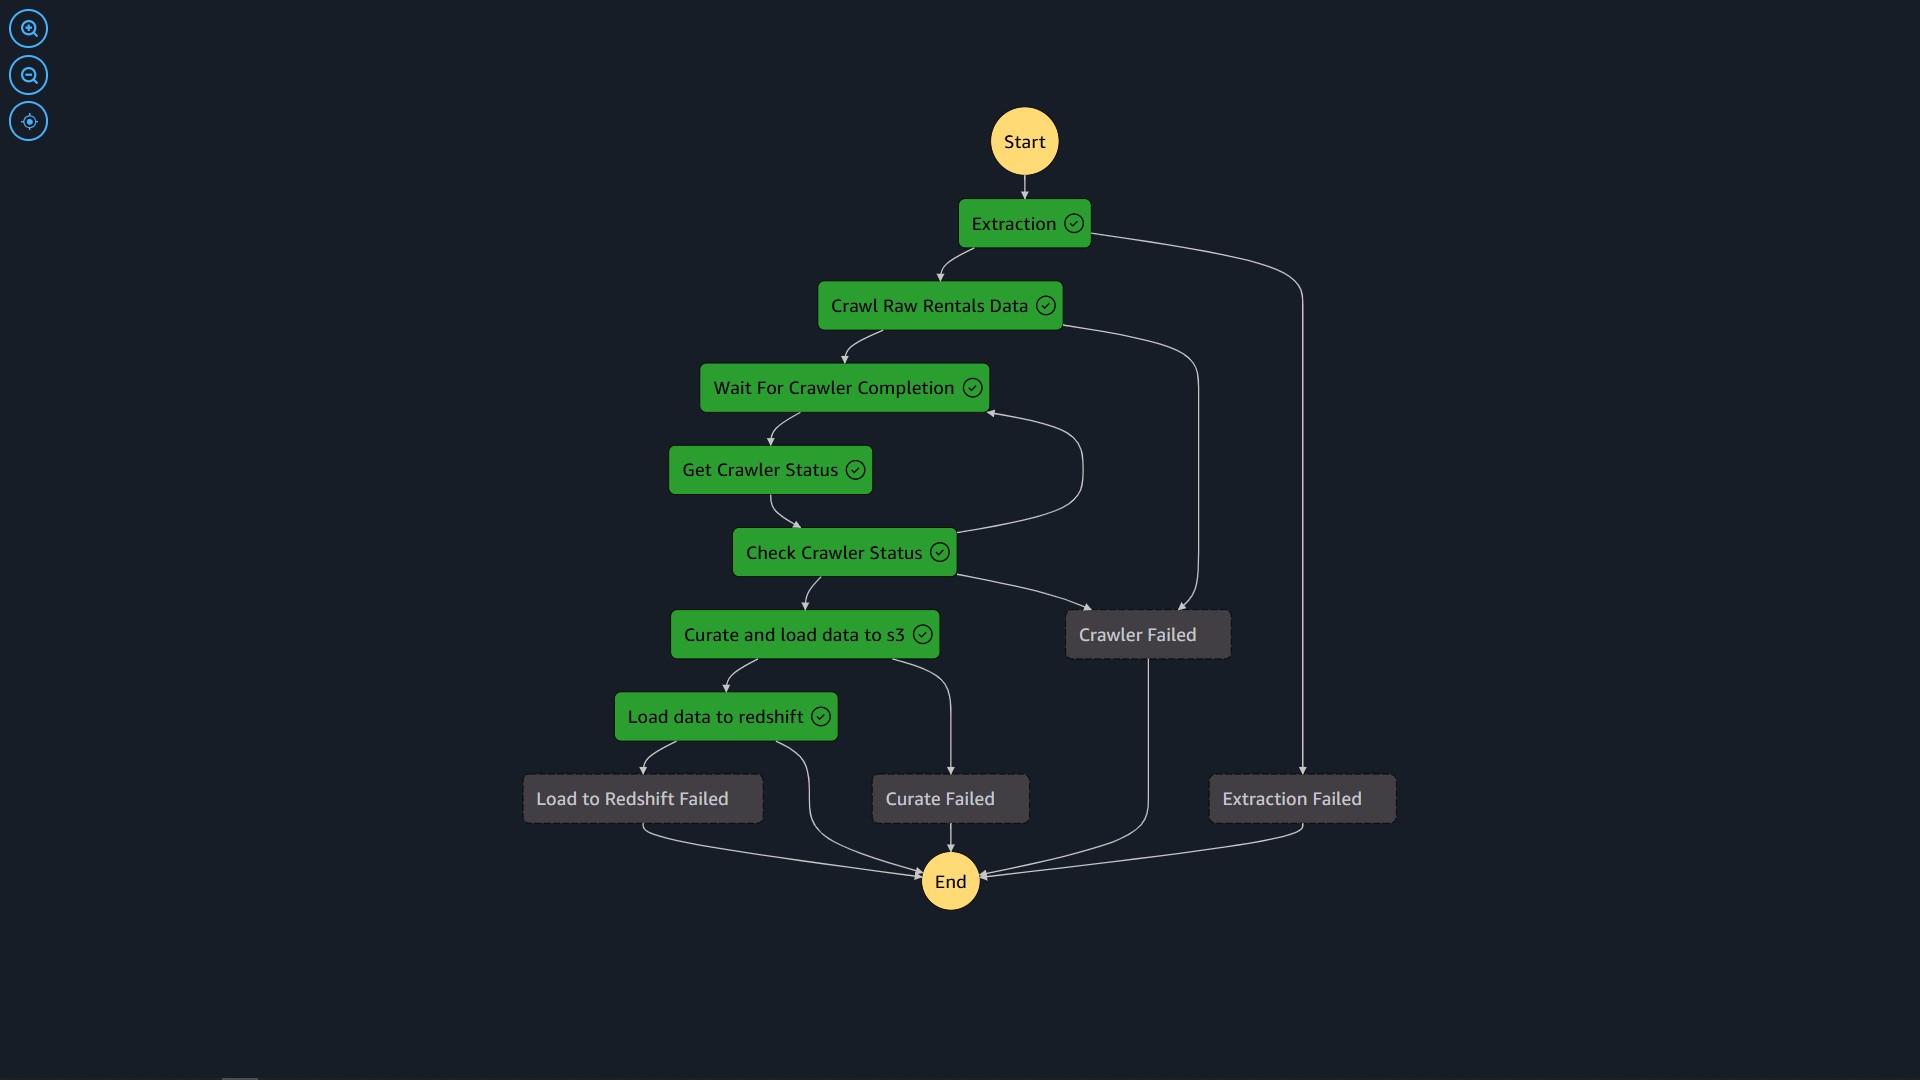 Start
Extraction
Crawl Raw Rentals Data
Wait For Crawler Completion
Get Crawler Status
Check Crawler Status
Curate and load data to s3
Crawler Failed
Load data to redshift
Load to Redshift Failed
Curate Failed
Extraction Failed
End